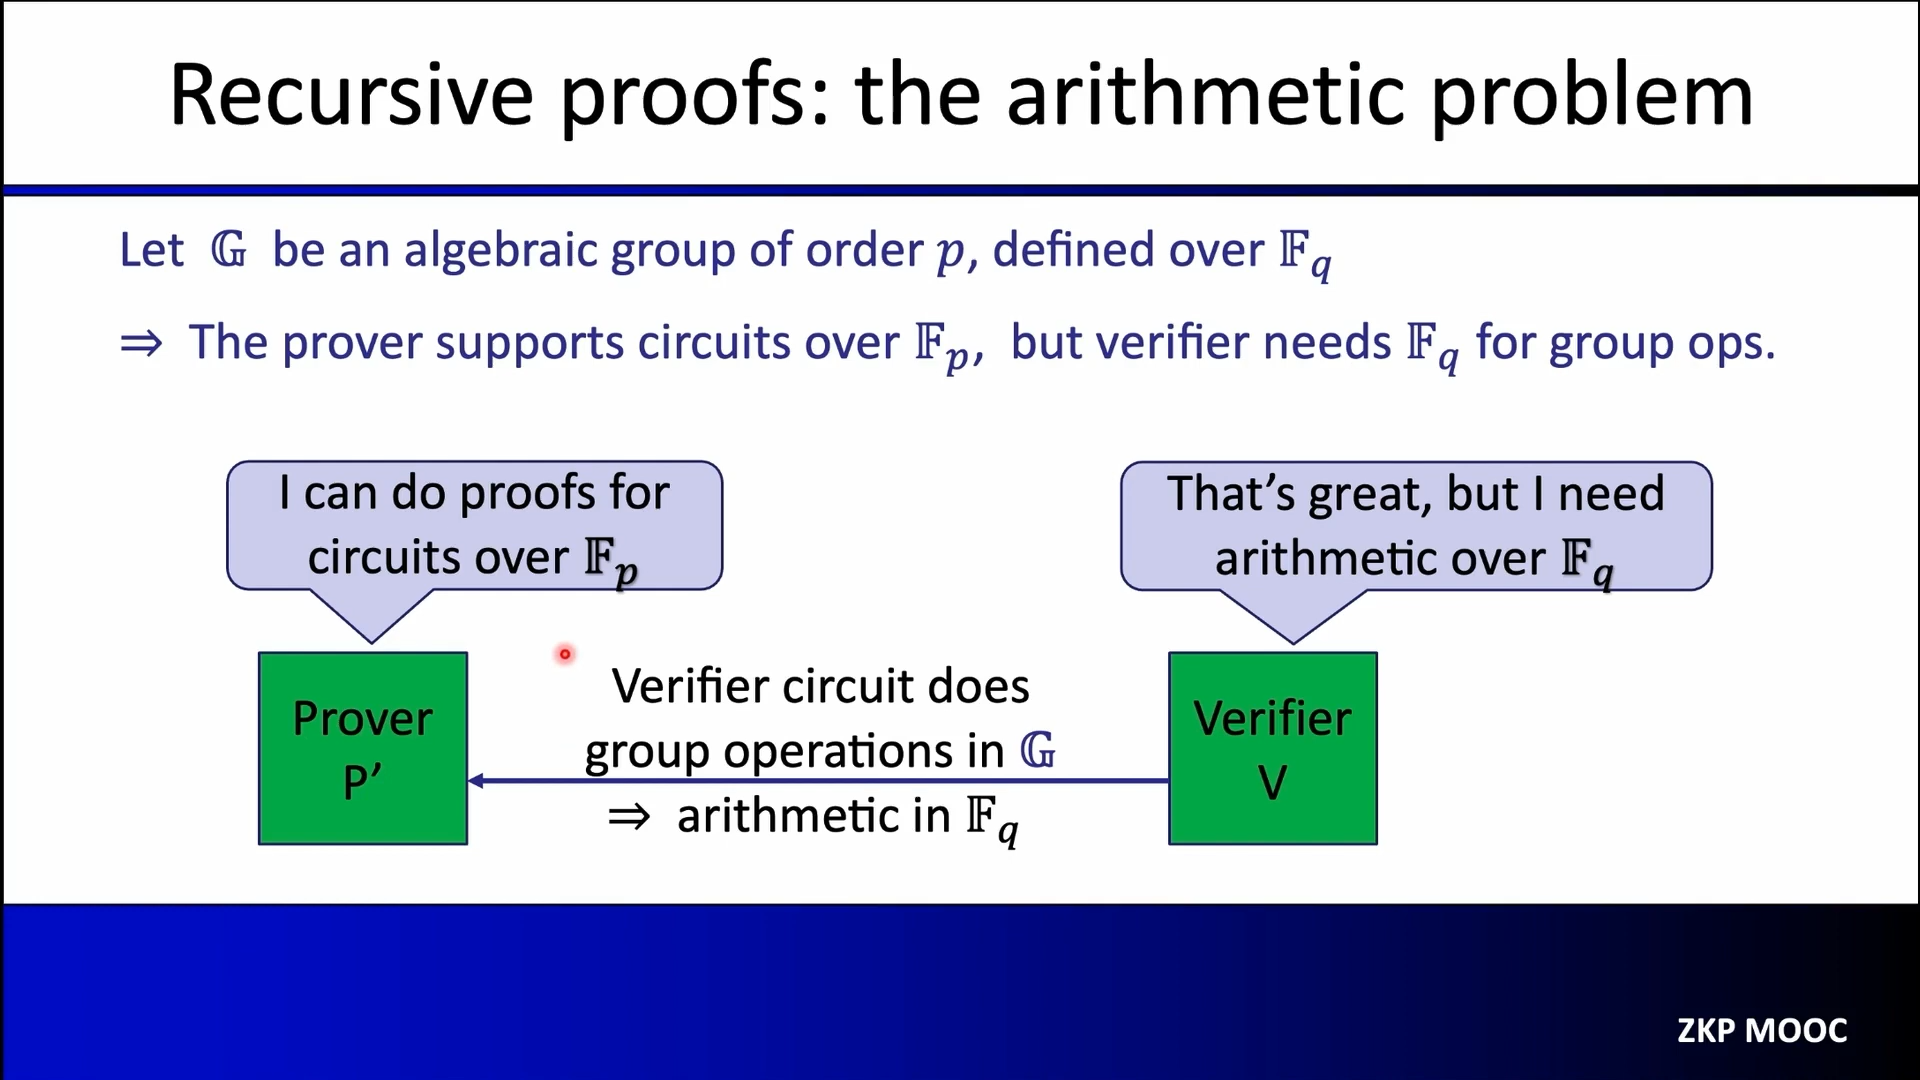 Recursive proofs: the arithmetic problem
Let 𝔾 be an algebraic group of order p, defined over 𝔽q
⇒ The prover supports circuits over 𝔽p, but verifier needs 𝔽q for group ops.
I can do proofs for
circuits over 𝔽p
That's great, but I need
arithmetic over 𝔽q
Prover
P’
Verifier circuit does
group operations in 𝔾
⇒ arithmetic in 𝔽q
Verifier
V
ZKP MOOC